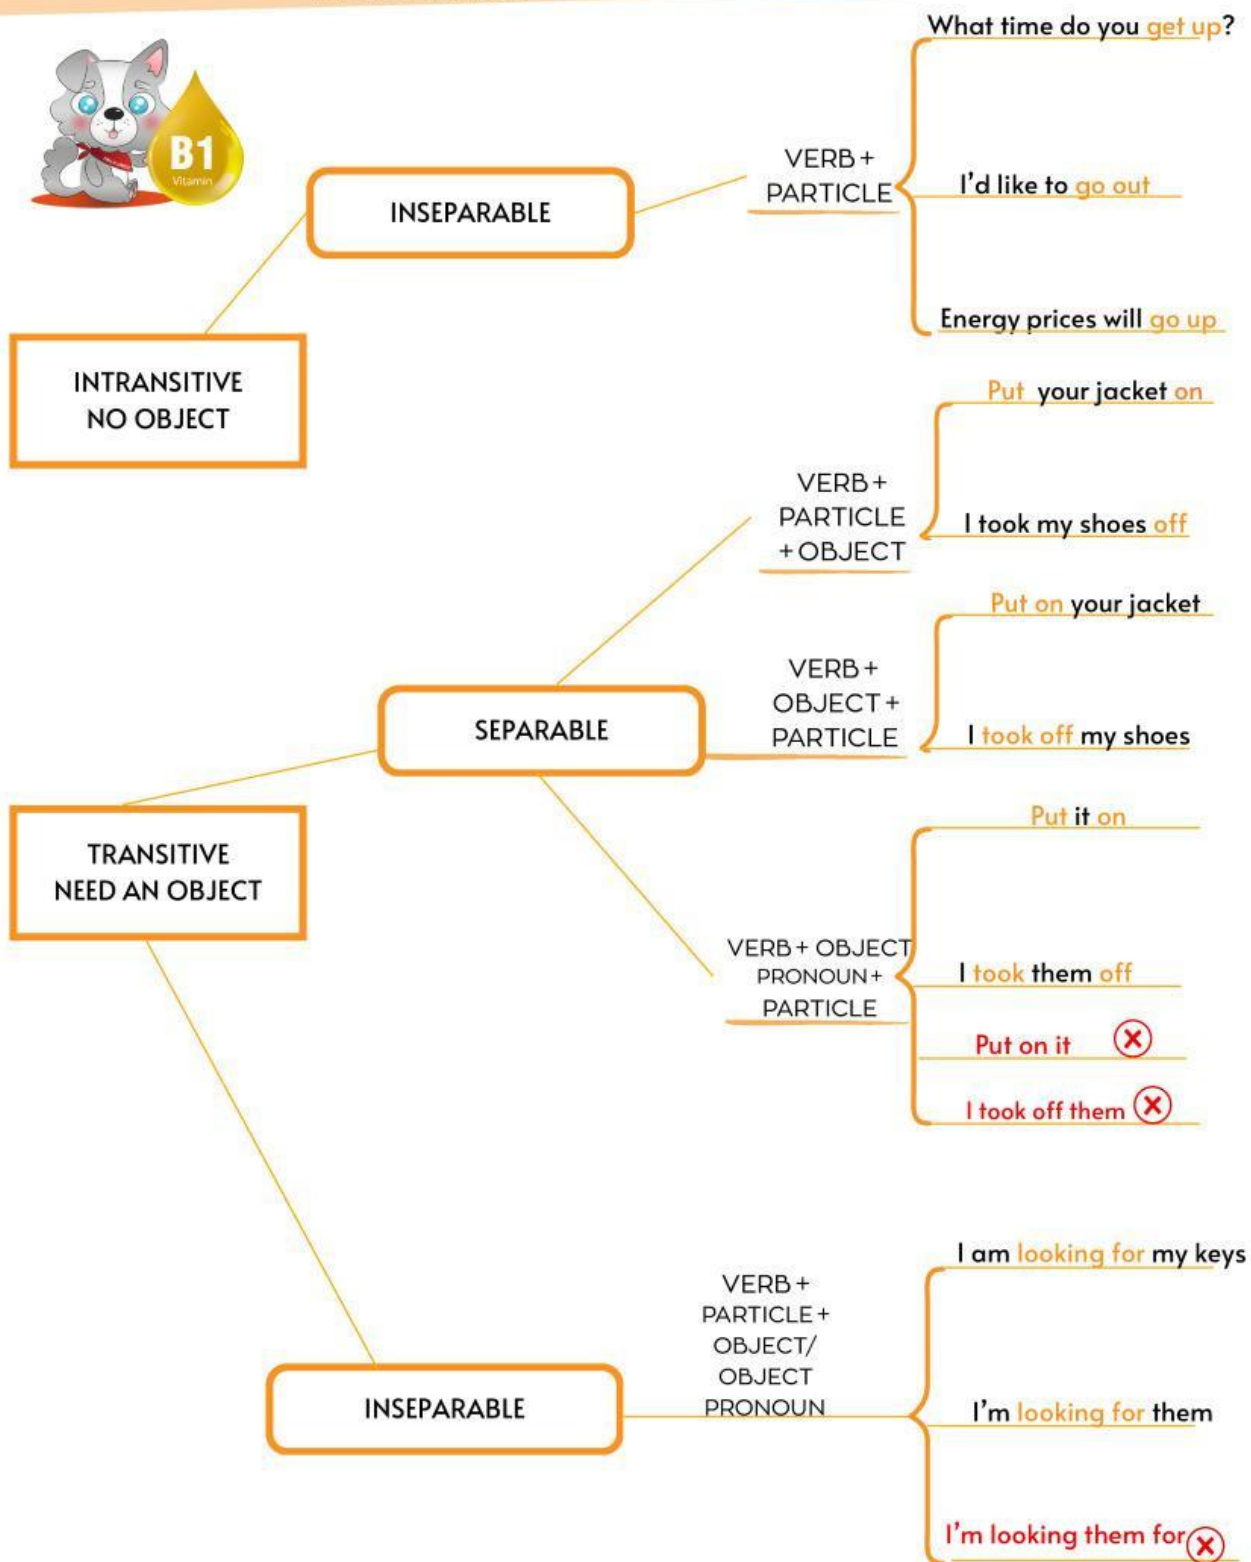 B1
Vitamin
INTRANSITIVE
NO OBJECT
INSEPARABLE
VERB +
PARTICLE
What time do you get up?
I'd like to go out
Energy prices will go up
TRANSITIVE
NEED AN OBJECT
SEPARABLE
VERB +
PARTICLE
+ OBJECT
Put your jacket on
I took my shoes off
VERB +
OBJECT +
PARTICLE
Put on your jacket
I took off my shoes
VERB + OBJECT
PRONOUN +
PARTICLE
Put it on
I took them off
Put on it
I took off them
INSEPARABLE
VERB +
PARTICLE +
OBJECT/
OBJECT
PRONOUN
I am looking for my keys
I'm looking for them
I'm looking them for